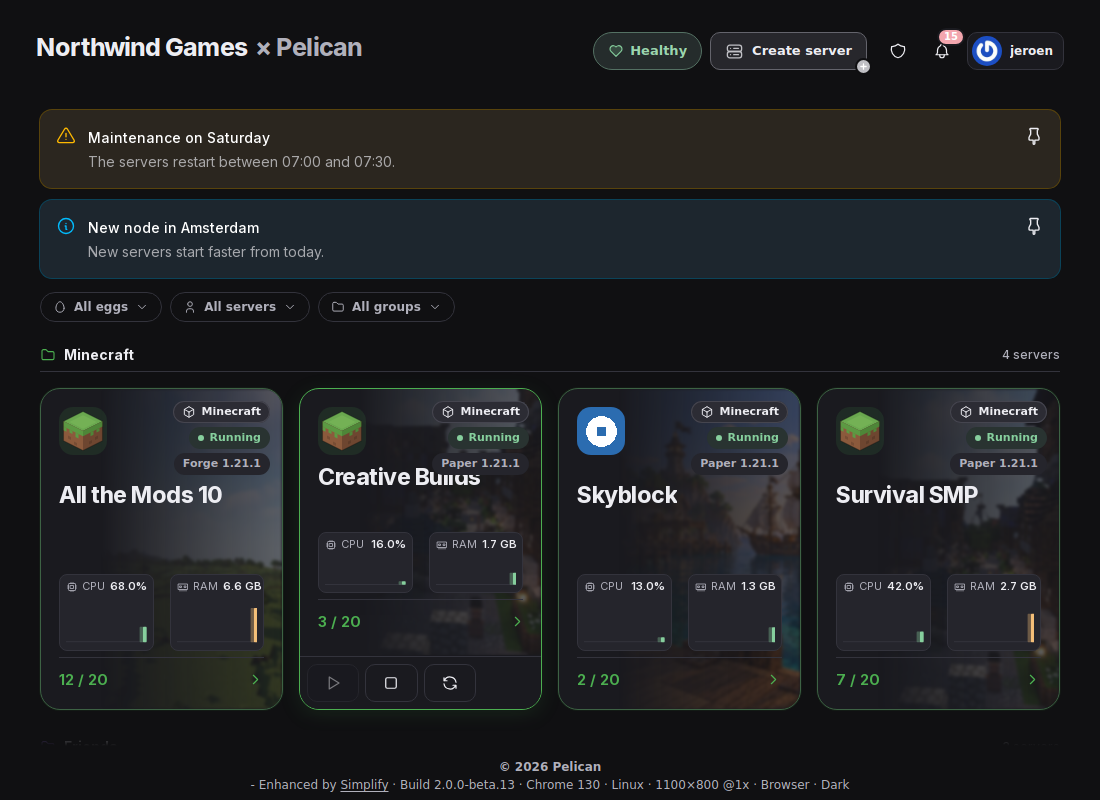 Northwind Games × Pelican
Healthy
Create server
15
jeroen
Maintenance on Saturday
The servers restart between 07:00 and 07:30.
New node in Amsterdam
New servers start faster from today.
All eggs
All servers
All groups
Minecraft
4 servers
Minecraft
Running
Forge 1.21.1
All the Mods 10
CPU 68.0%
RAM 6.6 GB
12 / 20
Minecraft
Running
Paper 1.21.1
Creative Builds
CPU 16.0%
RAM 1.7 GB
3 / 20
Minecraft
Running
Paper 1.21.1
Skyblock
CPU 13.0%
RAM 1.3 GB
2 / 20
Minecraft
Running
Paper 1.21.1
Survival SMP
CPU 42.0%
RAM 2.7 GB
7 / 20
© 2026 Pelican
- Enhanced by Simplify · Build 2.0.0-beta.13 · Chrome 130 · Linux · 1100×800 @1x · Browser · Dark